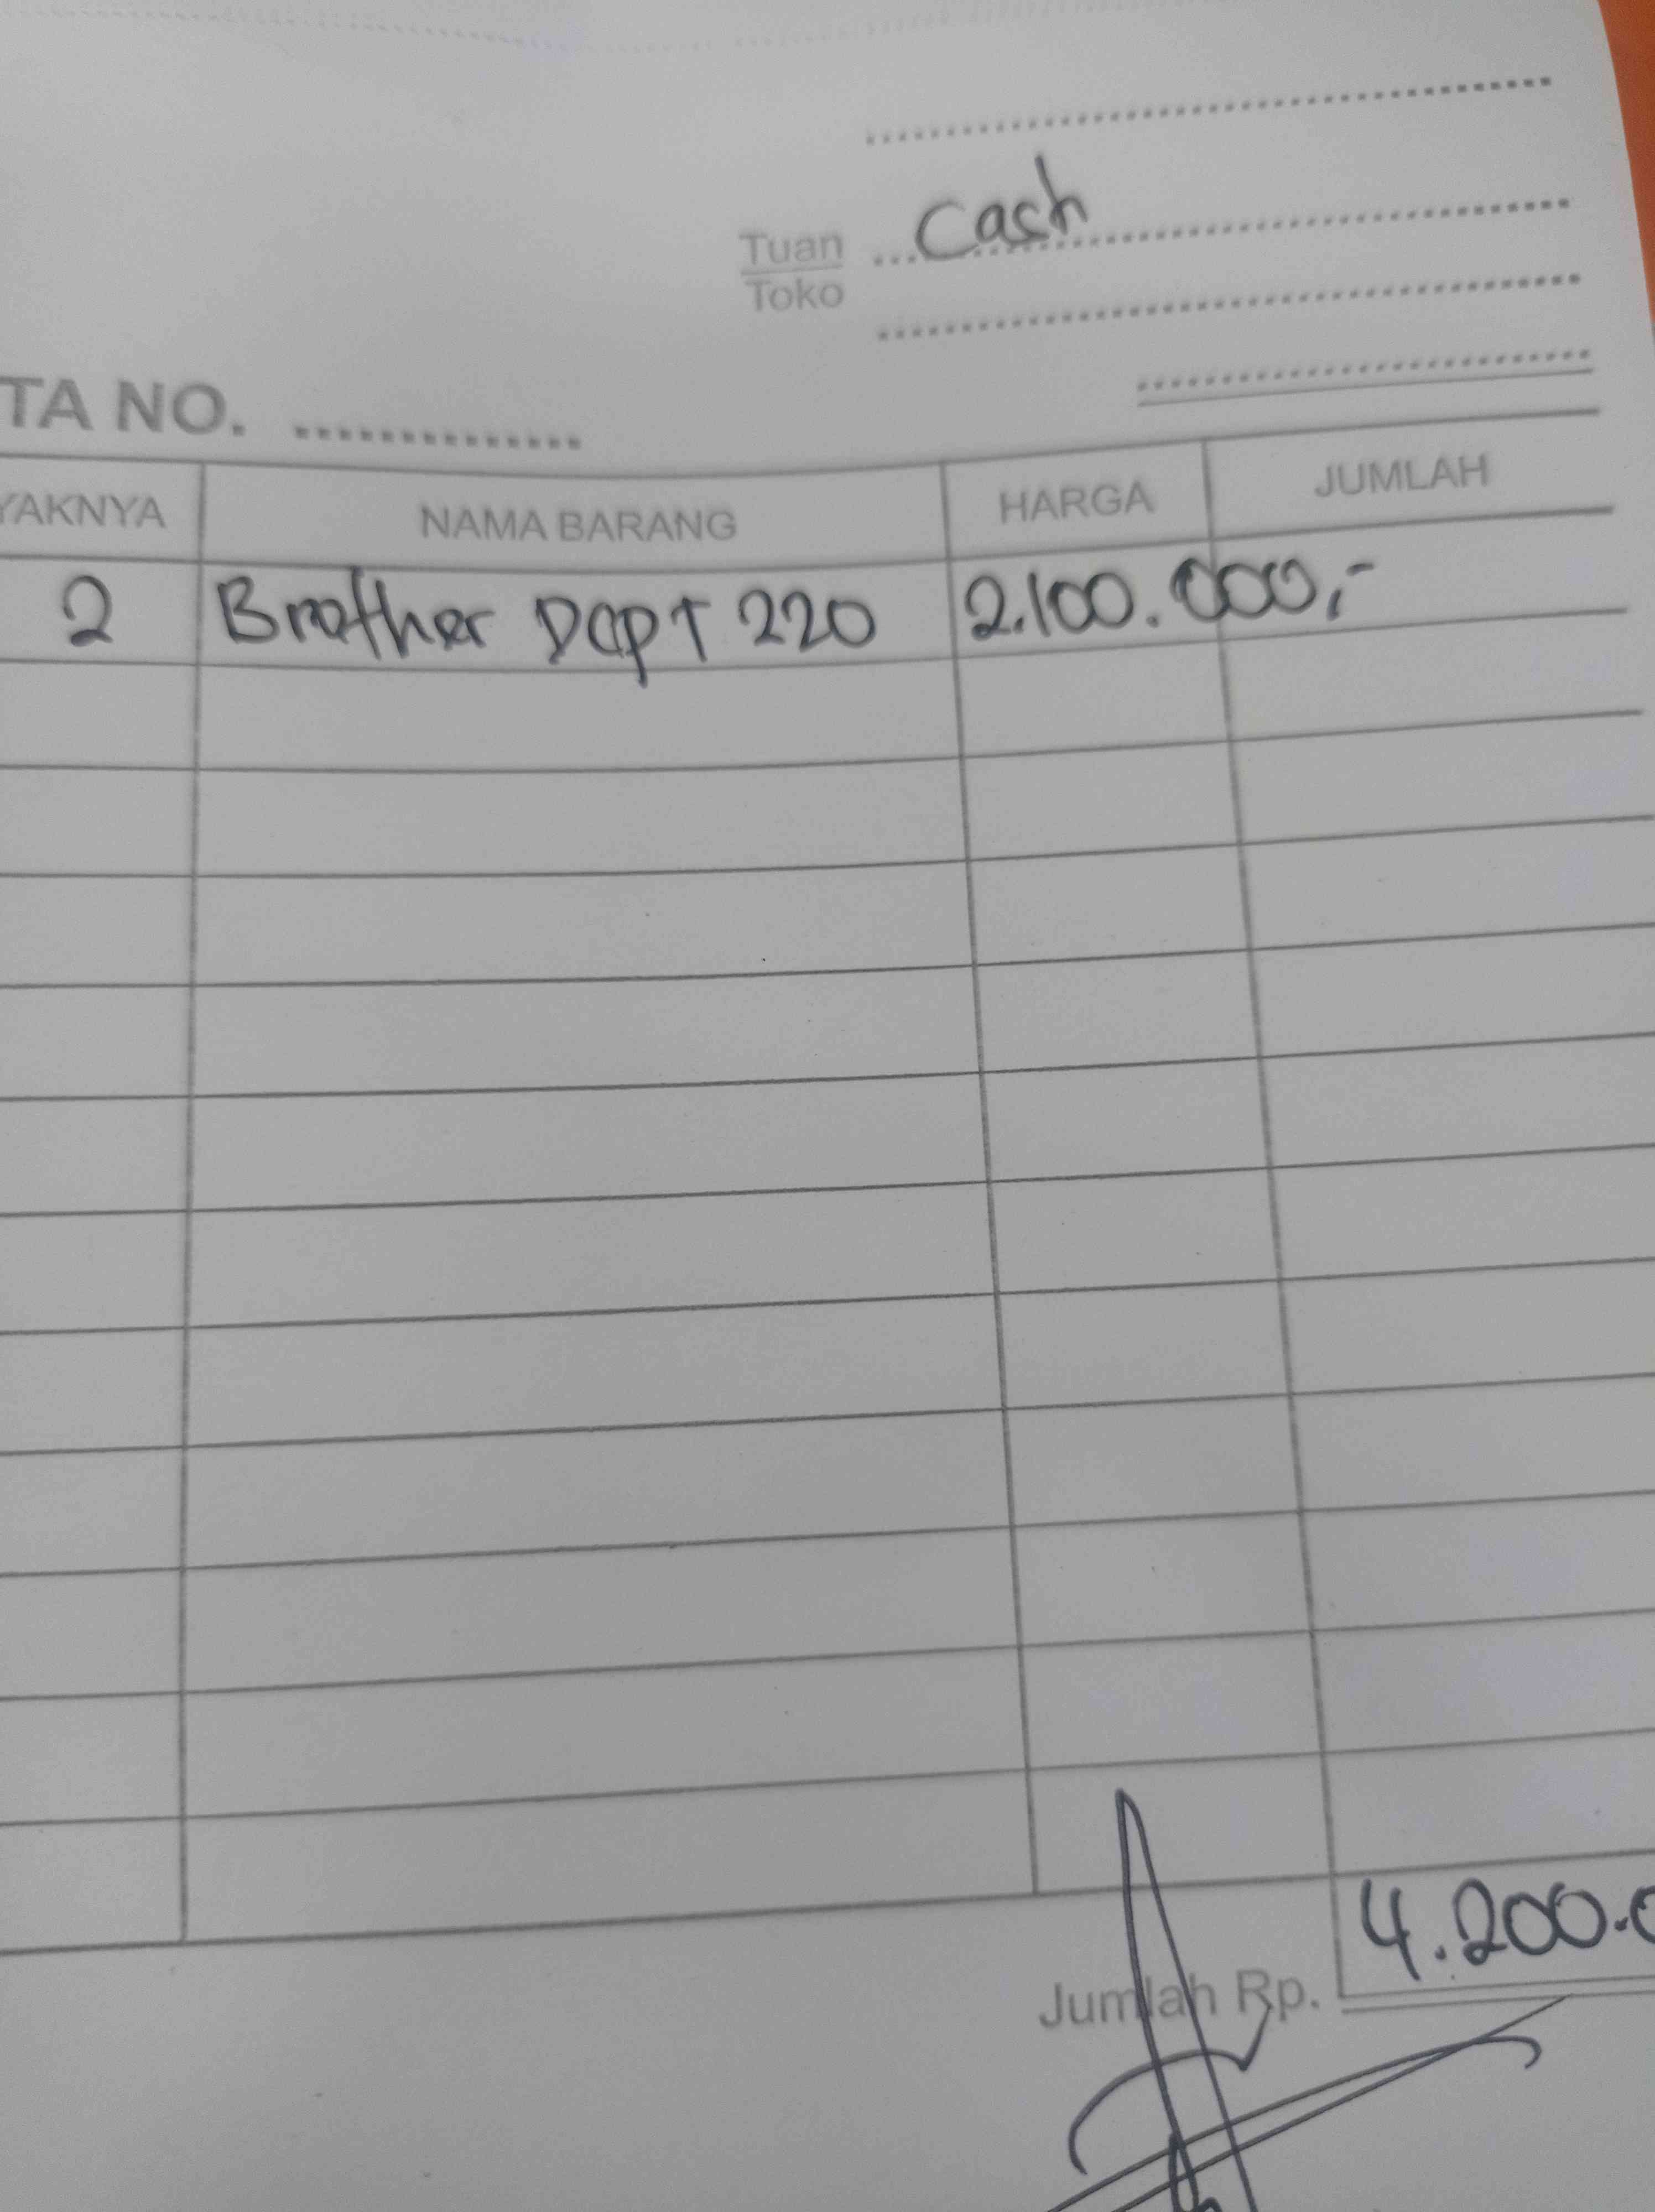 Cash
Tuan
Toko
TA NO.
YAKNYA NAMA BARANG HARGA JUMLAH
2 Brother DCP T 220 2.100.000,-
4.200.0
Jumlah Rp.